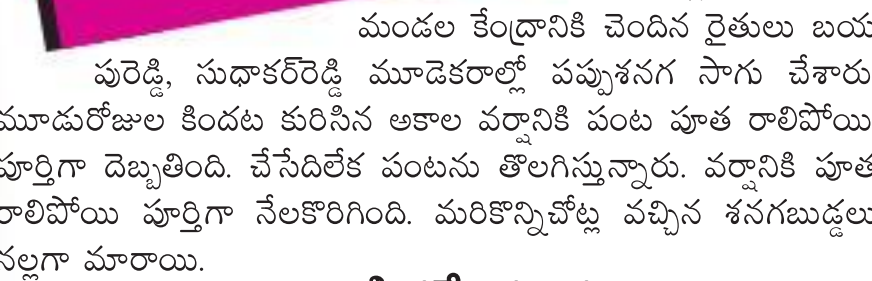 మండల కేంద్రానికి చెందిన రైతులు బయ
పురెడ్డి, సుధాకర్‌రెడ్డి మూడెకరాల్లో పప్పుశనగ సాగు చేశారు
మూడురోజుల కిందట కురిసిన అకాల వర్షానికి పంట పూత రాలిపోయి
పూర్తిగా దెబ్బతింది. చేసేదిలేక పంటను తొలగిస్తున్నారు. వర్షానికి పూత
రాలిపోయి పూర్తిగా నేలకొరిగింది. మరికొన్నిచోట్ల వచ్చిన శనగబుడ్డలు
నల్లగా మారాయి.